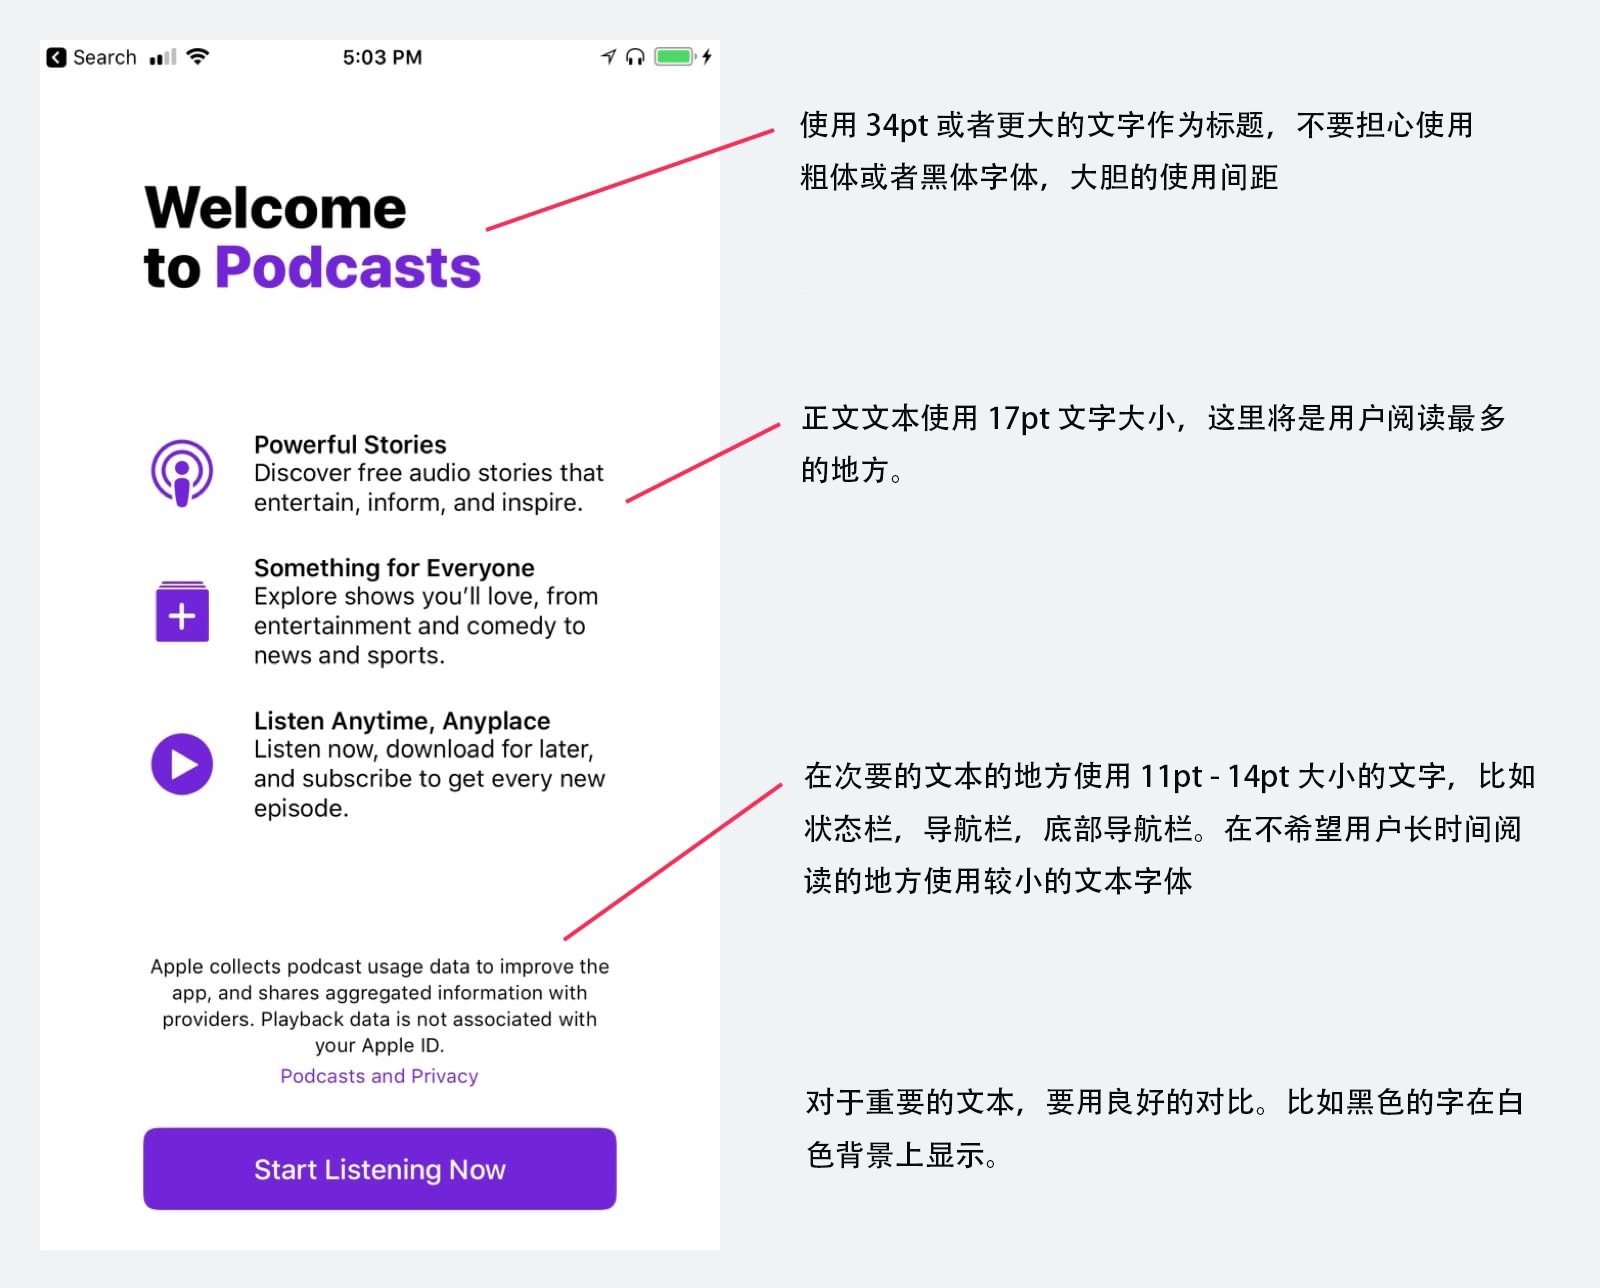 Search
5:03 PM
Welcome
to Podcasts
Powerful Stories
Discover free audio stories that
entertain, inform, and inspire.
Something for Everyone
Explore shows you’ll love, from
entertainment and comedy to
news and sports.
Listen Anytime, Anyplace
Listen now, download for later,
and subscribe to get every new
episode.
Apple collects podcast usage data to improve the
app, and shares aggregated information with
providers. Playback data is not associated with
your Apple ID.
Podcasts and Privacy
Start Listening Now
使用 34pt 或者更大的文字作为标题，不要担心使用
粗体或者黑体字体，大胆的使用间距
正文文本使用 17pt 文字大小，这里将是用户阅读最多
的地方。
在次要的文本的地方使用 11pt - 14pt 大小的文字，比如
状态栏，导航栏，底部导航栏。在不希望用户长时间阅
读的地方使用较小的文本字体
对于重要的文本，要用良好的对比。比如黑色的字在白
色背景上显示。